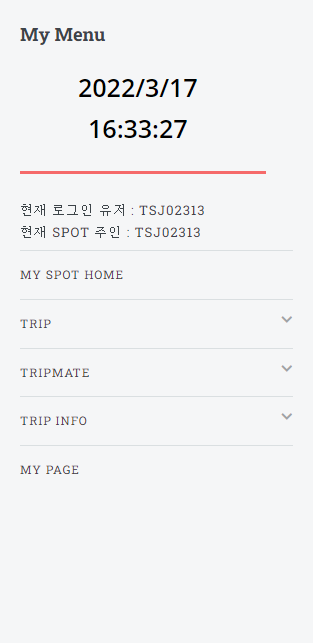 My Menu
2022/3/17
16:33:27
현재 로그인 유저 : TSJ02313
현재 SPOT 주인 : TSJ02313
MY SPOT HOME
TRIP
TRIPMATE
TRIP INFO
MY PAGE